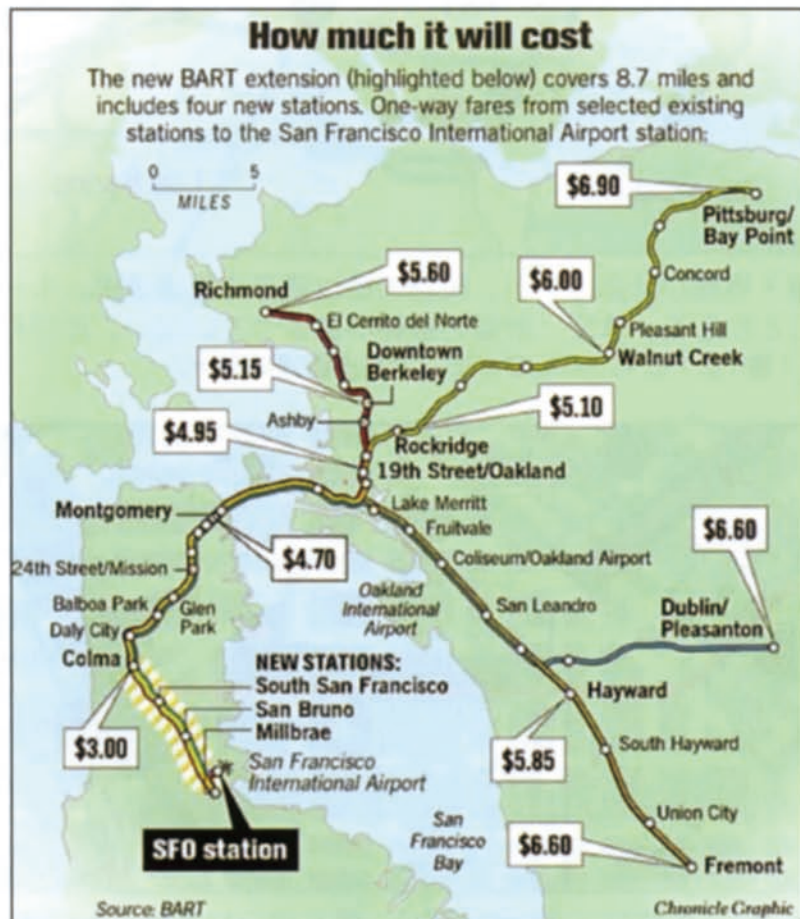 How much it will cost
The new BART extension (highlighted below) covers 8.7 miles and
includes four new stations. One-way fares from selected existing
stations to the San Francisco International Airport station:
0 5
MILES
$6.90
Pittsburg/
Bay Point
$5.60
$6.00
Concord
Richmond
El Cerrito del Norte
Pleasant Hill
Downtown
Berkeley
Walnut Creek
$5.15
$5.10
Ashby
$4.95
Rockridge
19th Street/Oakland
Lake Merritt
Montgomery
Fruitvale
$6.60
$4.70
Coliseum/Oakland Airport
24th Street/Mission
Oakland
International
Airport
San Leandro
Dublin/
Pleasanton
Balboa Park
Glen
Park
Daly City
Colma
NEW STATIONS:
South San Francisco
San Bruno
Millbrae
Hayward
$3.00
San Francisco
International Airport
$5.85
South Hayward
SFO station
San
Francisco
Bay
Union City
$6.60
Fremont
Source: BART
Chronicle Graphic